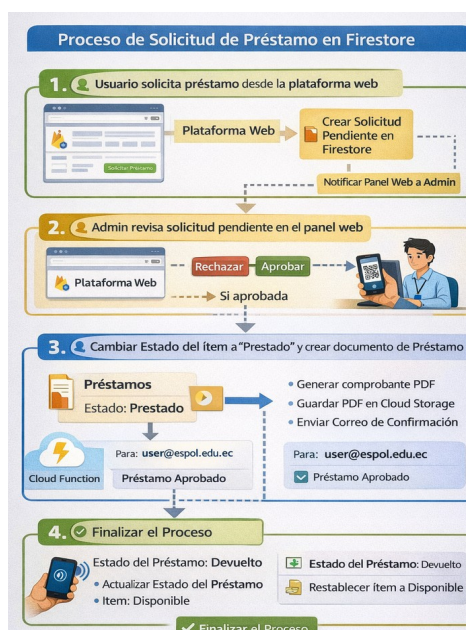 Proceso de Solicitud de Préstamo en Firestore
1. Usuario solicita préstamo desde la plataforma web
Solicitar Préstamo
Plataforma Web
Crear Solicitud
Pendiente en
Firestore
Notificar Panel Web a Admin
2. Admin revisa solicitud pendiente en el panel web
Plataforma Web
Rechazar
Aprobar
Si aprobada
3. Cambiar Estado del ítem a "Prestado" y crear documento de Préstamo
Préstamos
Estado: Prestado
Cloud Function
Para: user@espol.edu.ec
Préstamo Aprobado
• Generar comprobante PDF
• Guardar PDF en Cloud Storage
• Enviar Correo de Confirmación
Para: user@espol.edu.ec
Préstamo Aprobado
4. Finalizar el Proceso
Estado del Préstamo: Devuelto
• Actualizar Estado del Préstamo
• Item: Disponible
Estado del Préstamo: Devuelto
Restablecer ítem a Disponible
Finalizar el Proceso